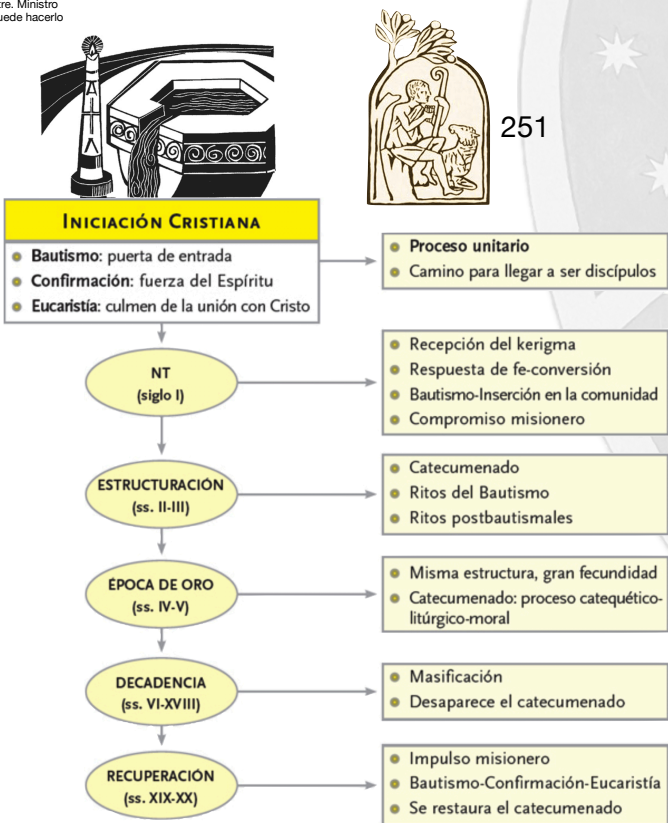 tre. Ministro
uede hacerlo
251
INICIACIÓN CRISTIANA
Bautismo: puerta de entrada
Confirmación: fuerza del Espíritu
Eucaristía: culmen de la unión con Cristo
Proceso unitario
Camino para llegar a ser discípulos
NT
(siglo I)
Recepción del kerigma
Respuesta de fe-conversión
Bautismo-Inserción en la comunidad
Compromiso misionero
ESTRUCTURACIÓN
(ss. II-III)
Catecumenado
Ritos del Bautismo
Ritos postbautismales
ÉPOCA DE ORO
(ss. IV-V)
Misma estructura, gran fecundidad
Catecumenado: proceso catequético-
litúrgico-moral
DECADENCIA
(ss. VI-XVIII)
Masificación
Desaparece el catecumenado
RECUPERACIÓN
(ss. XIX-XX)
Impulso misionero
Bautismo-Confirmación-Eucaristía
Se restaura el catecumenado